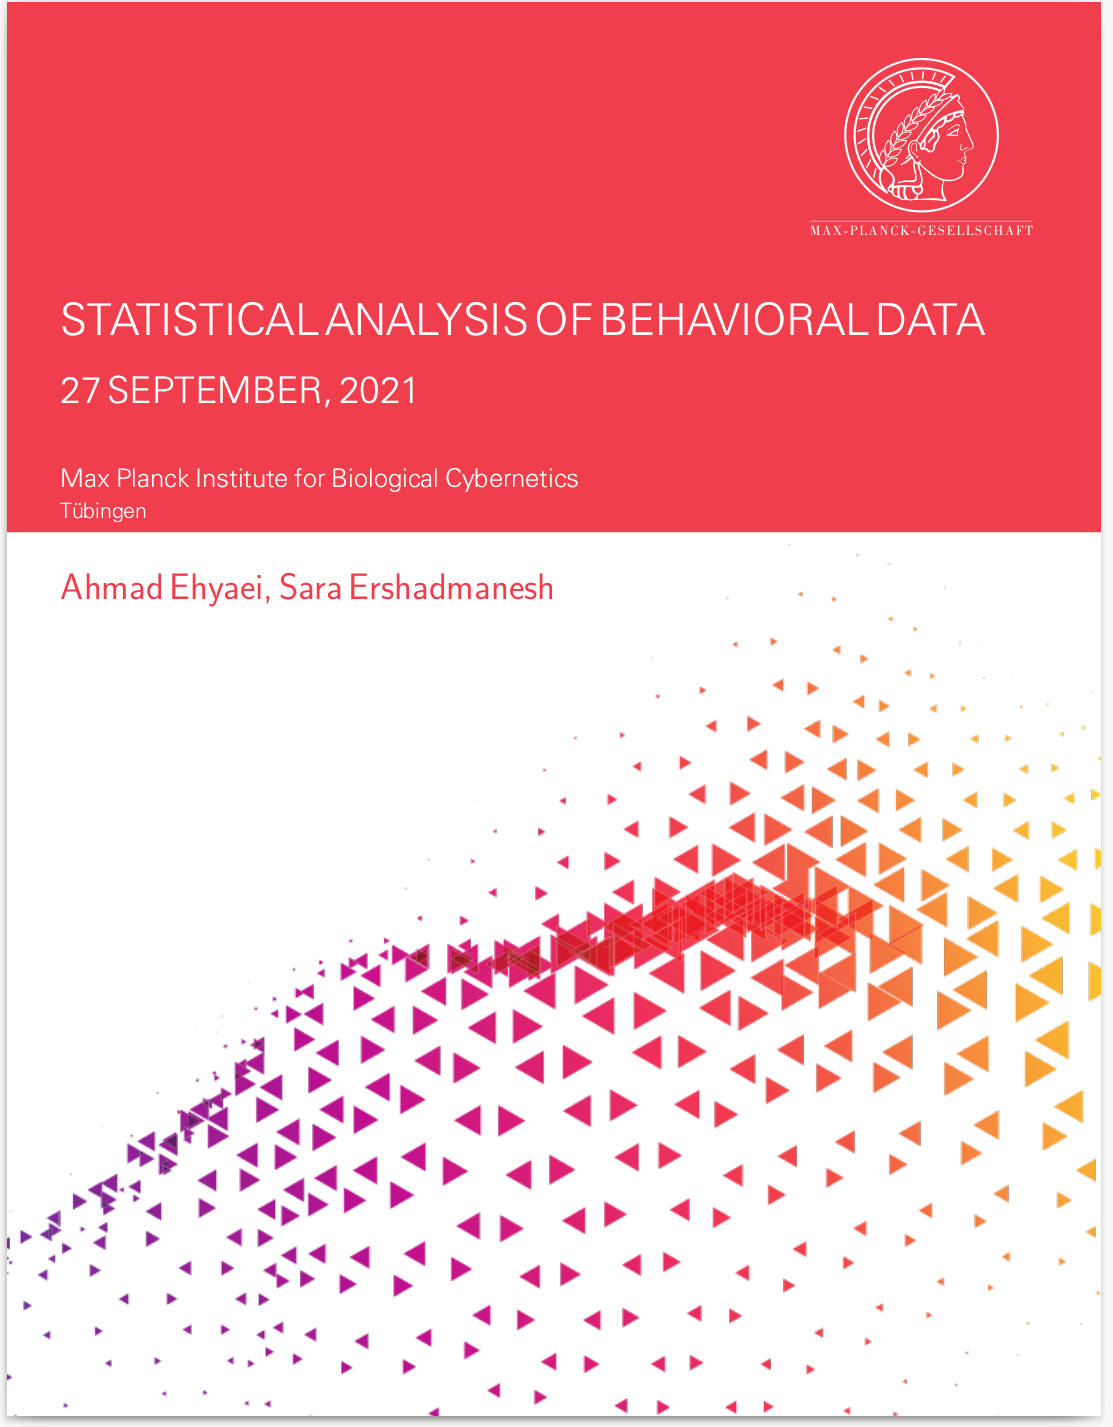 MAX-PLANCK-GESELLSCHAFT
STATISTICAL ANALYSIS OF BEHAVIORAL DATA
27 SEPTEMBER, 2021
Max Planck Institute for Biological Cybernetics
Tübingen
Ahmad Ehyaei, Sara Ershadmanesh